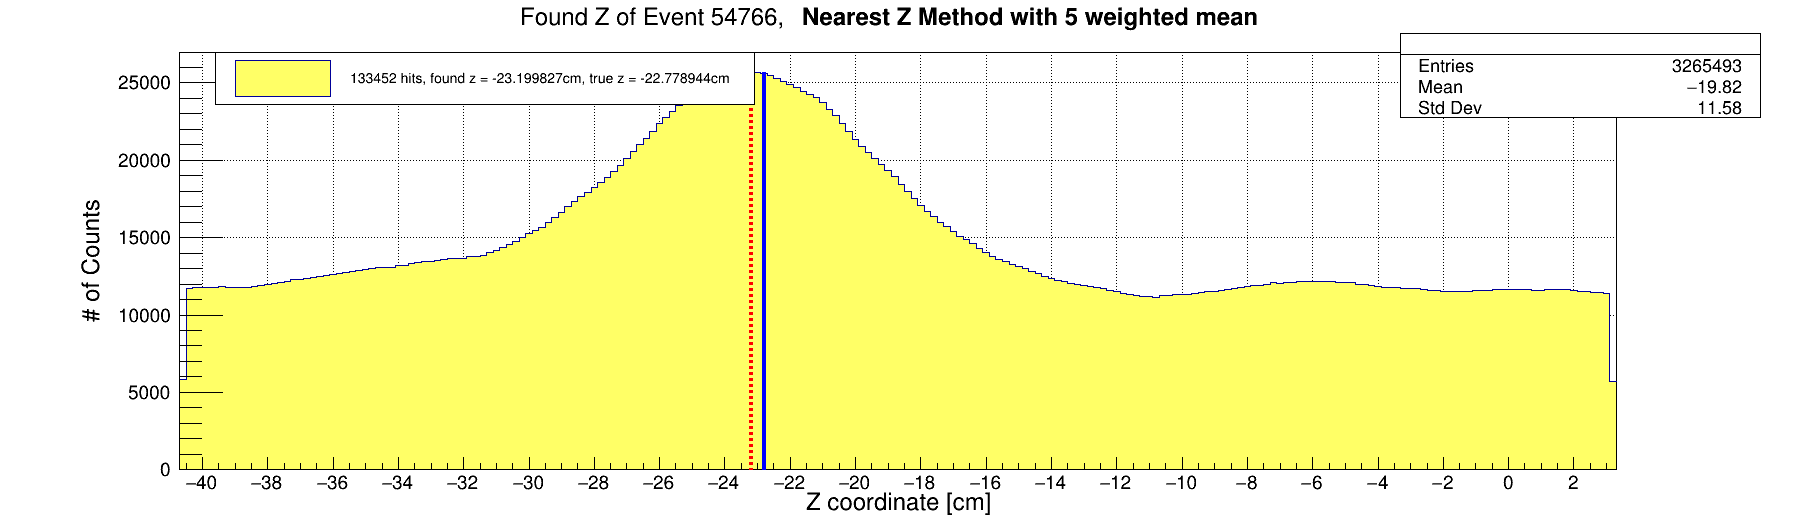 Found Z of Event 54766, Nearest Z Method with 5 weighted mean
133452 hits, found z = -23.199827cm, true z = -22.778944cm
Entries 3265493
Mean −19.82
Std Dev 11.58
# of Counts
25000
20000
15000
10000
5000
0
−40 −38 −36 −34 −32 −30 −28 −26 −24 −22 −20 −18 −16 −14 −12 −10 −8 −6 −4 −2 0 2
Z coordinate [cm]